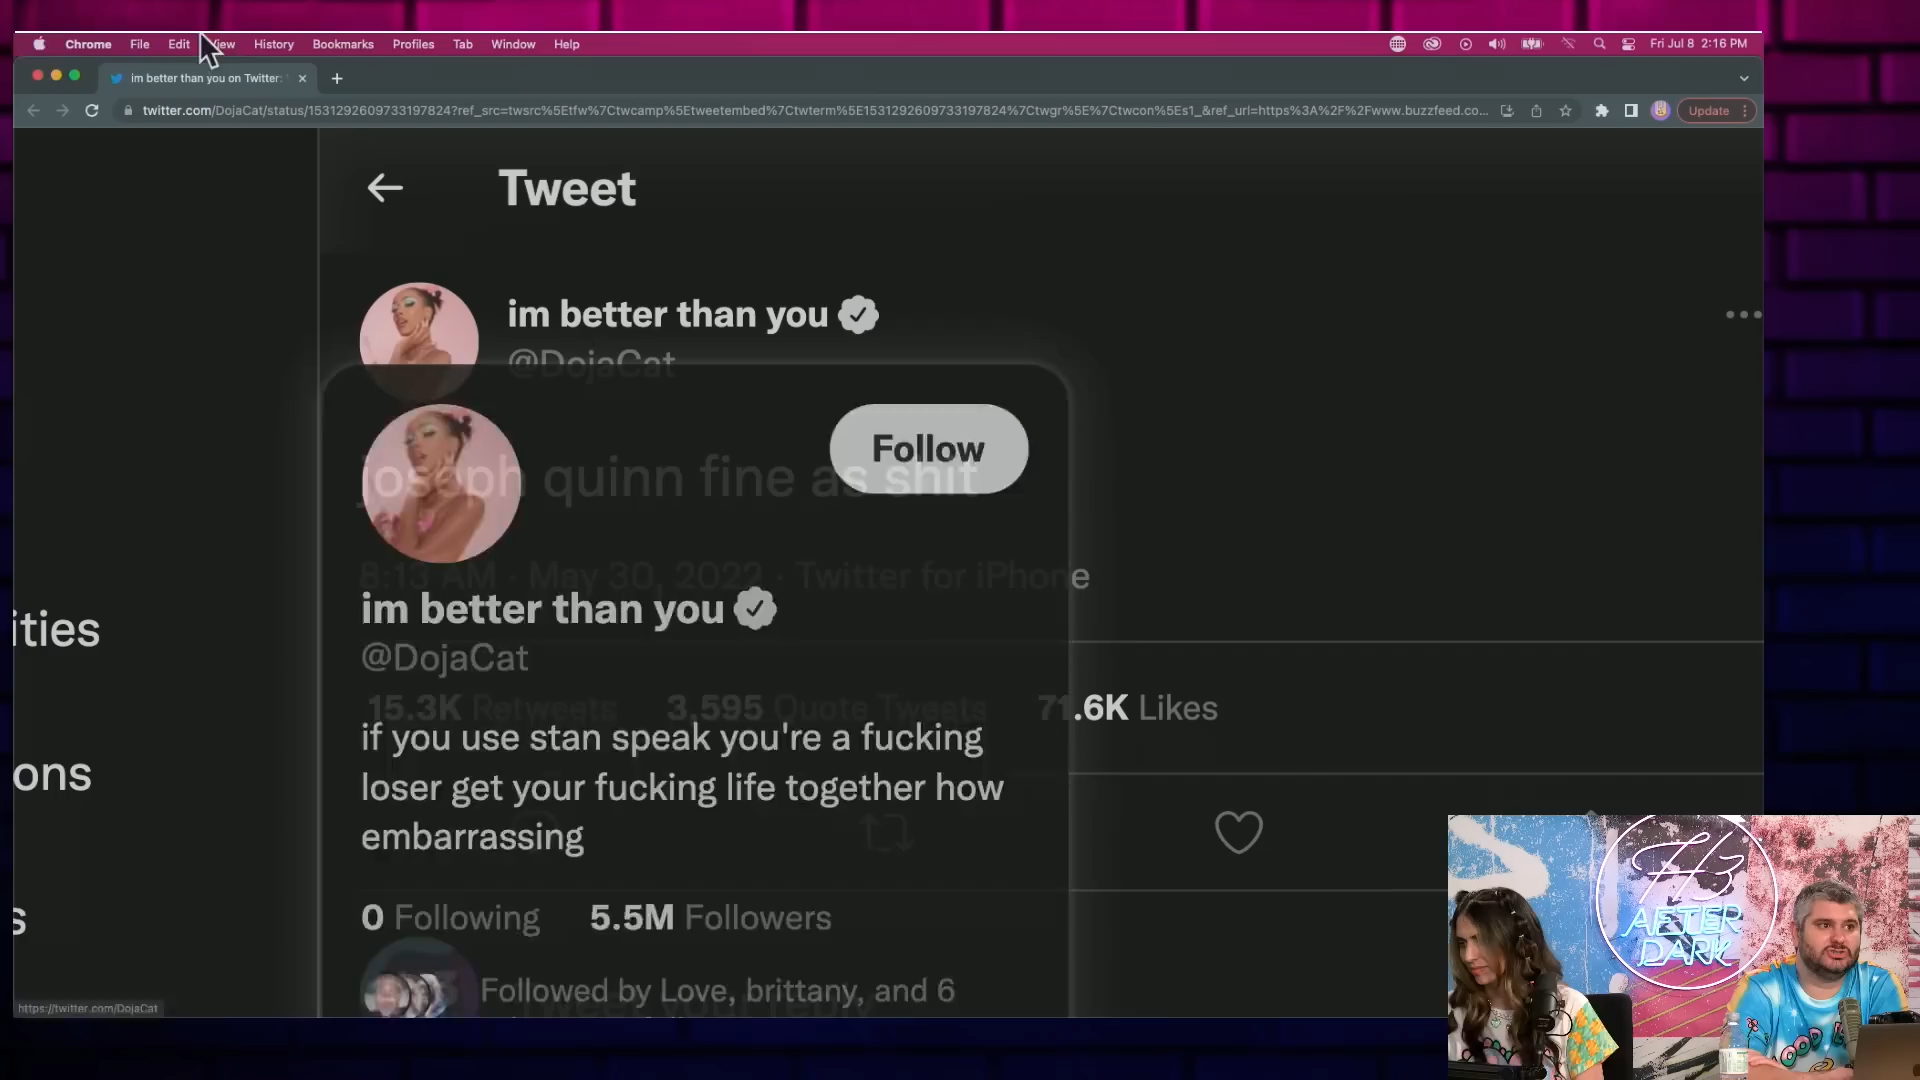 Chrome File Edit View History Bookmarks Profiles Tab Window Help Fri Jul 8 2:16 PM
im better than you on Twitter:
twitter.com/DojaCat/status/1531292609733197824?ref_src=twsrc%5Etfw%7Ctwcamp%5Etweetembed%7Ctwterm%5E1531292609733197824%7Ctwgr%5E%7Ctwcon%5Es1_&ref_url=https%3A%2F%2Fwww.buzzfeed.co... Update
Tweet
im better than you
@DojaCat
Follow
joseph quinn fine as shit
8:13 AM · May 30, 2022 · Twitter for iPhone
im better than you
@DojaCat
15.3K Retweets 3,595 Quote Tweets 71.6K Likes
if you use stan speak you're a fucking
loser get your fucking life together how
embarrassing
0 Following 5.5M Followers
Followed by Love, brittany, and 6
ities
ons
s
https://twitter.com/DojaCat
H3
AFTER
DARK